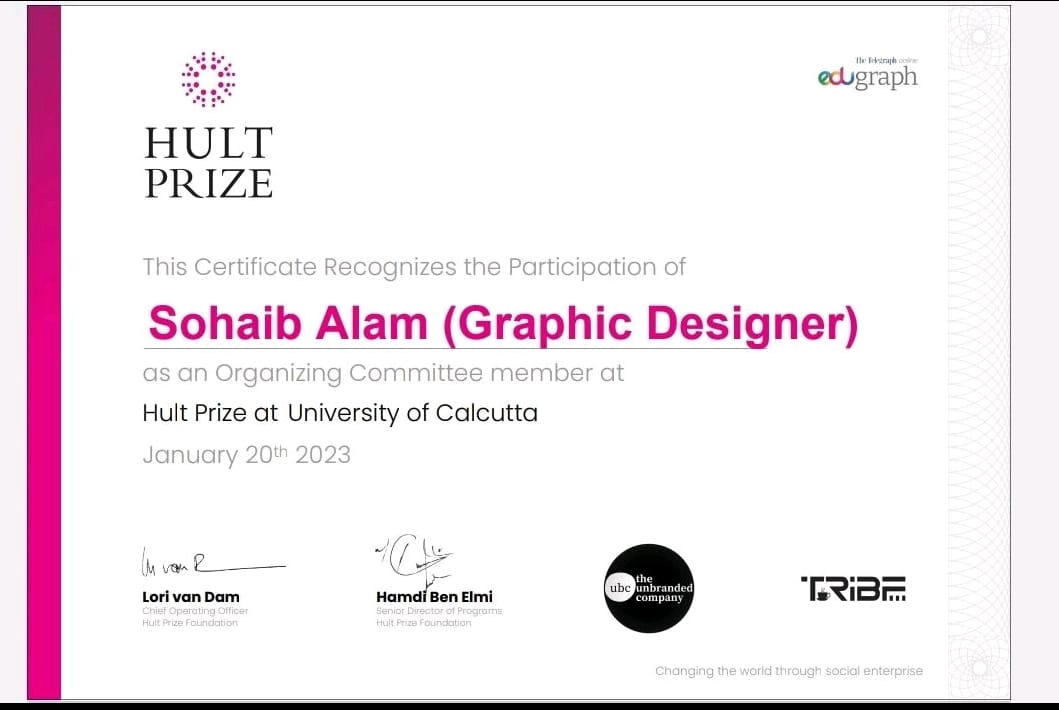 HULT
PRIZE
The Telegraph online
edugraph
This Certificate Recognizes the Participation of
Sohaib Alam (Graphic Designer)
as an Organizing Committee member at
Hult Prize at University of Calcutta
January 20th 2023
Lori van Dam
Chief Operating Officer
Hult Prize Foundation
Hamdi Ben Elmi
Senior Director of Programs
Hult Prize Foundation
ubc
the
unbranded
company
TRiBE
Changing the world through social enterprise